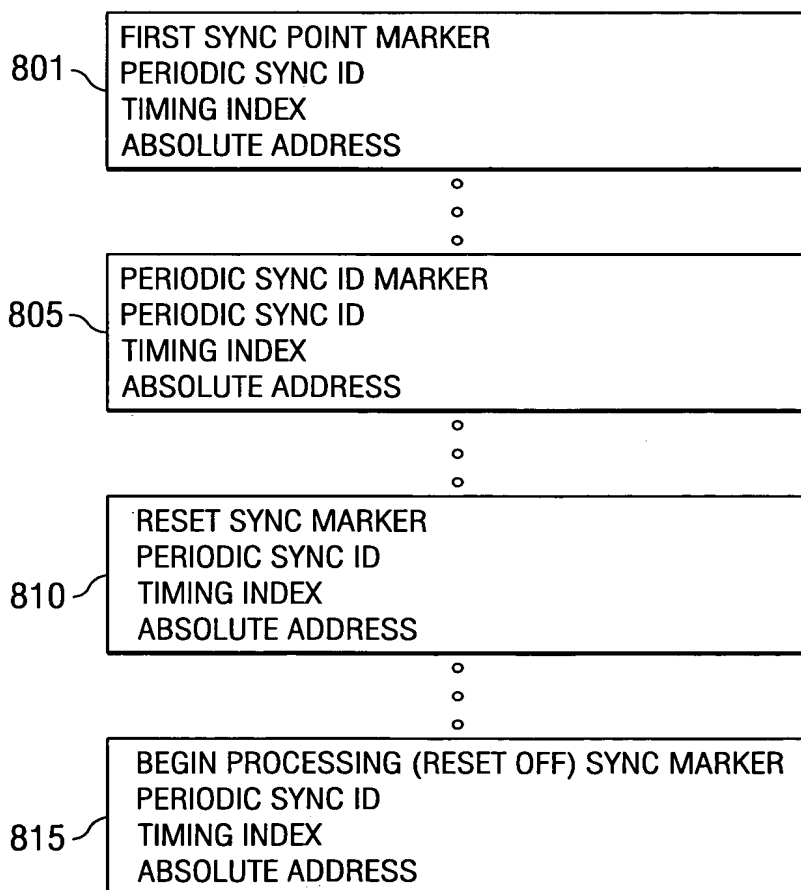 FIRST SYNC POINT MARKER
801
PERIODIC SYNC ID
TIMING INDEX
ABSOLUTE ADDRESS
PERIODIC SYNC ID MARKER
805
PERIODIC SYNC ID
TIMING INDEX
ABSOLUTE ADDRESS
RESET SYNC MARKER
PERIODIC SYNC ID
810
TIMING INDEX
ABSOLUTE ADDRESS
BEGIN PROCESSING (RESET OFF) SYNC MARKER
PERIODIC SYNC ID
815
TIMING INDEX
ABSOLUTE ADDRESS